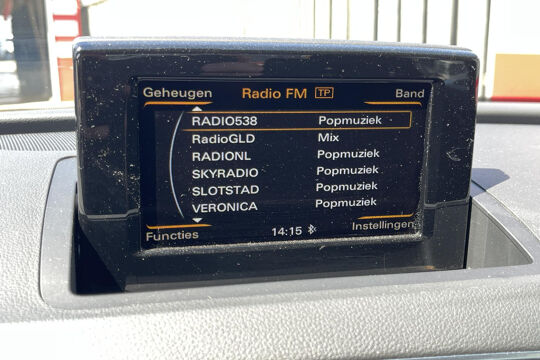 Geheugen Radio FM TP Band
RADIO538 Popmuziek
RadioGLD Mix
RADIONL Popmuziek
SKYRADIO Popmuziek
SLOTSTAD Popmuziek
VERONICA Popmuziek
Functies 14:15 Instellingen